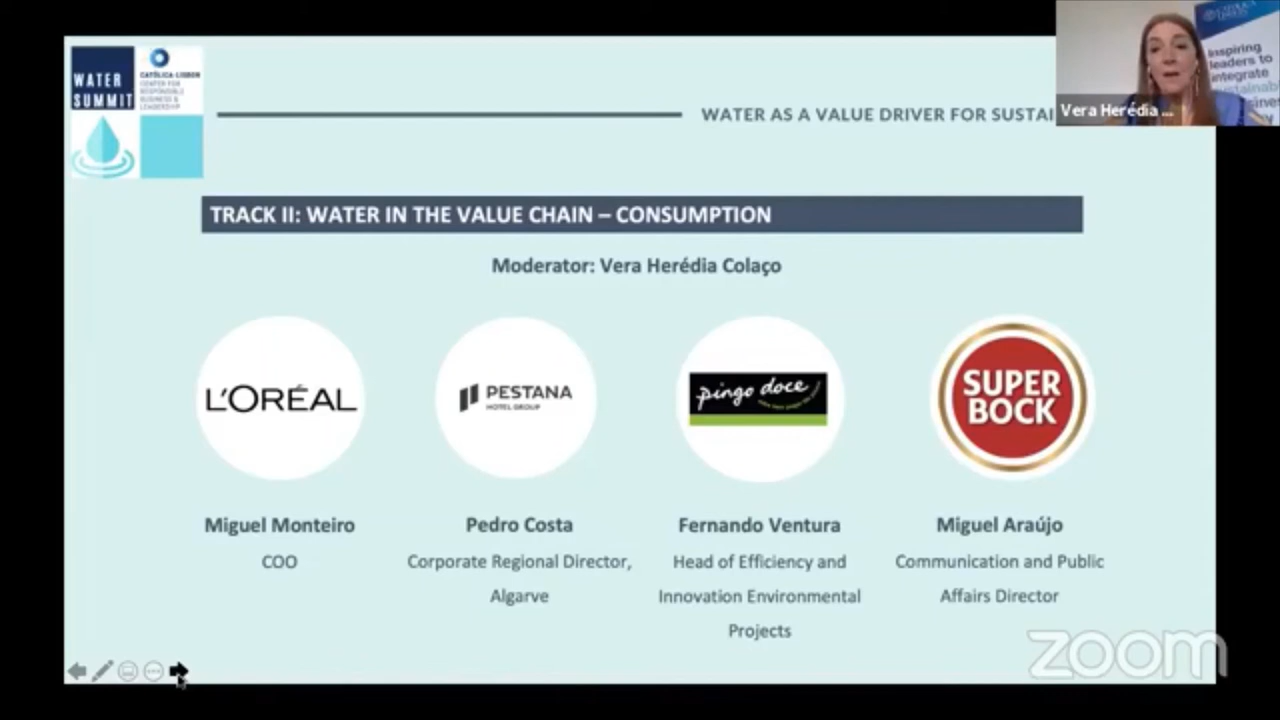 WATER
SUMMIT
CATÓLICA-LISBON
CENTER FOR
RESPONSIBLE
BUSINESS &
LEADERSHIP
WATER AS A VALUE DRIVER FOR SUSTAI
Inspiring
leaders to
integrate
Vera Herédia ...
TRACK II: WATER IN THE VALUE CHAIN – CONSUMPTION
Moderator: Vera Herédia Colaço
L'ORÉAL
PESTANA
HOTEL GROUP
pingo doce
SUPER
BOCK
Miguel Monteiro
COO
Pedro Costa
Corporate Regional Director,
Algarve
Fernando Ventura
Head of Efficiency and
Innovation Environmental
Projects
Miguel Araújo
Communication and Public
Affairs Director
zoom